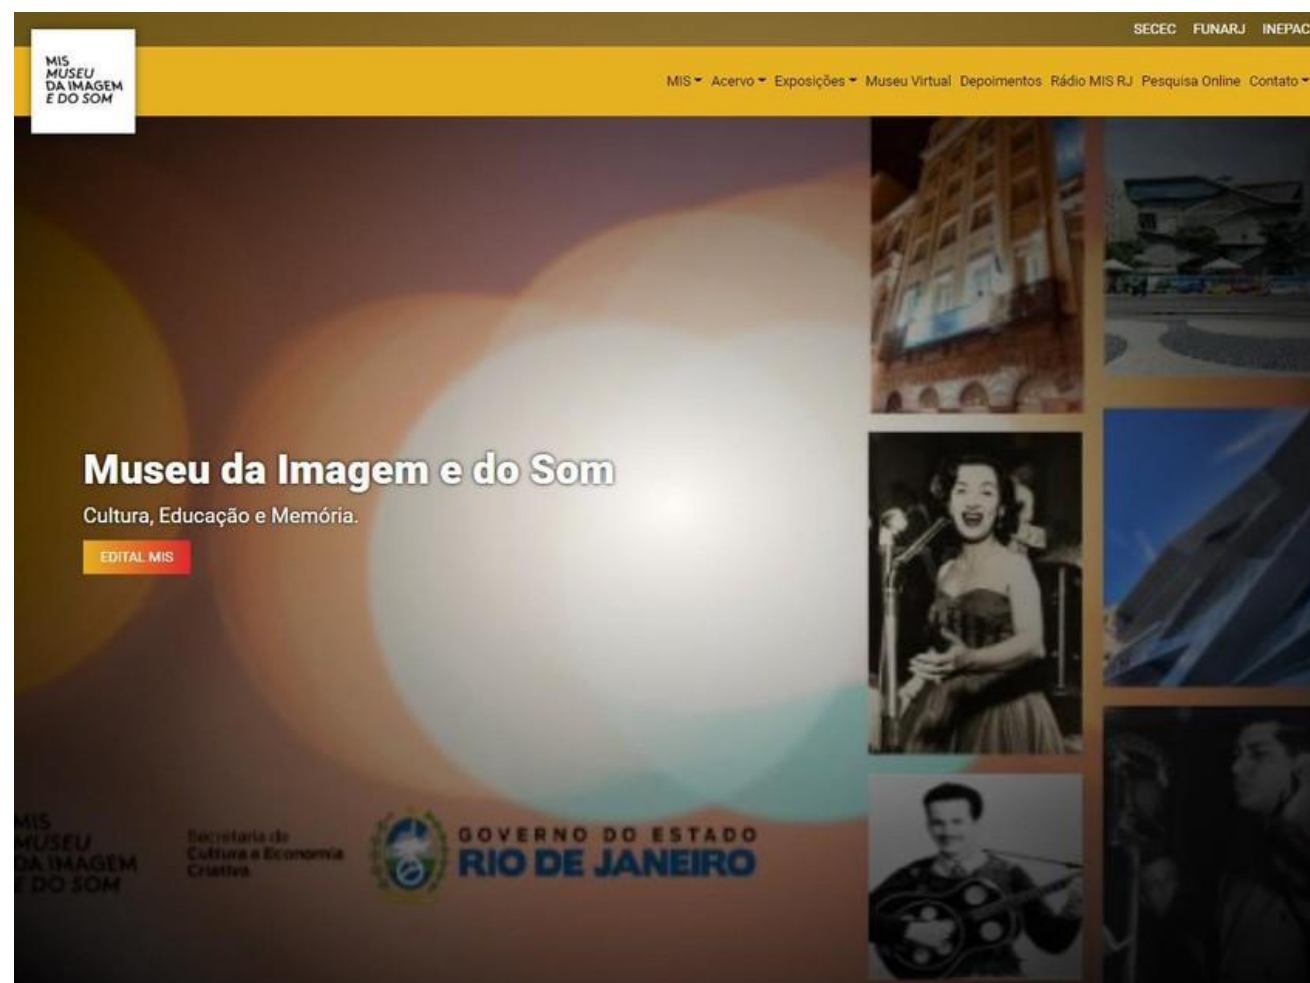 SECEC FUNARJ INEPAC
MIS
MUSEU
DA IMAGEM
E DO SOM
MIS Acervo Exposições Museu Virtual Depoimentos Rádio MIS RJ Pesquisa Online Contato
Museu da Imagem e do Som
Cultura, Educação e Memória.
EDITAL MIS
MIS
MUSEU
DA IMAGEM
E DO SOM
Secretaria de
Cultura e Economia
Criativa
GOVERNO DO ESTADO
RIO DE JANEIRO